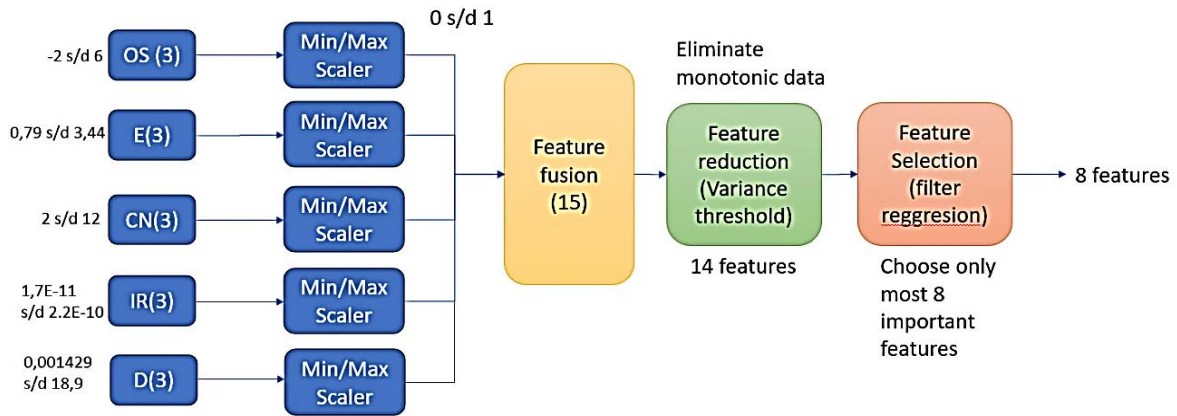 0 s/d 1
-2 s/d 6
OS (3)
Min/Max
Scaler
0,79 s/d 3,44
E(3)
Min/Max
Scaler
2 s/d 12
CN(3)
Min/Max
Scaler
1,7E-11
s/d 2.2E-10
IR(3)
Min/Max
Scaler
0,001429
s/d 18,9
D(3)
Min/Max
Scaler
Feature
fusion
(15)
Eliminate
monotonic data
Feature
reduction
(Variance
threshold)
14 features
Feature
Selection
(filter
reggresion)
Choose only
most 8
important
features
8 features